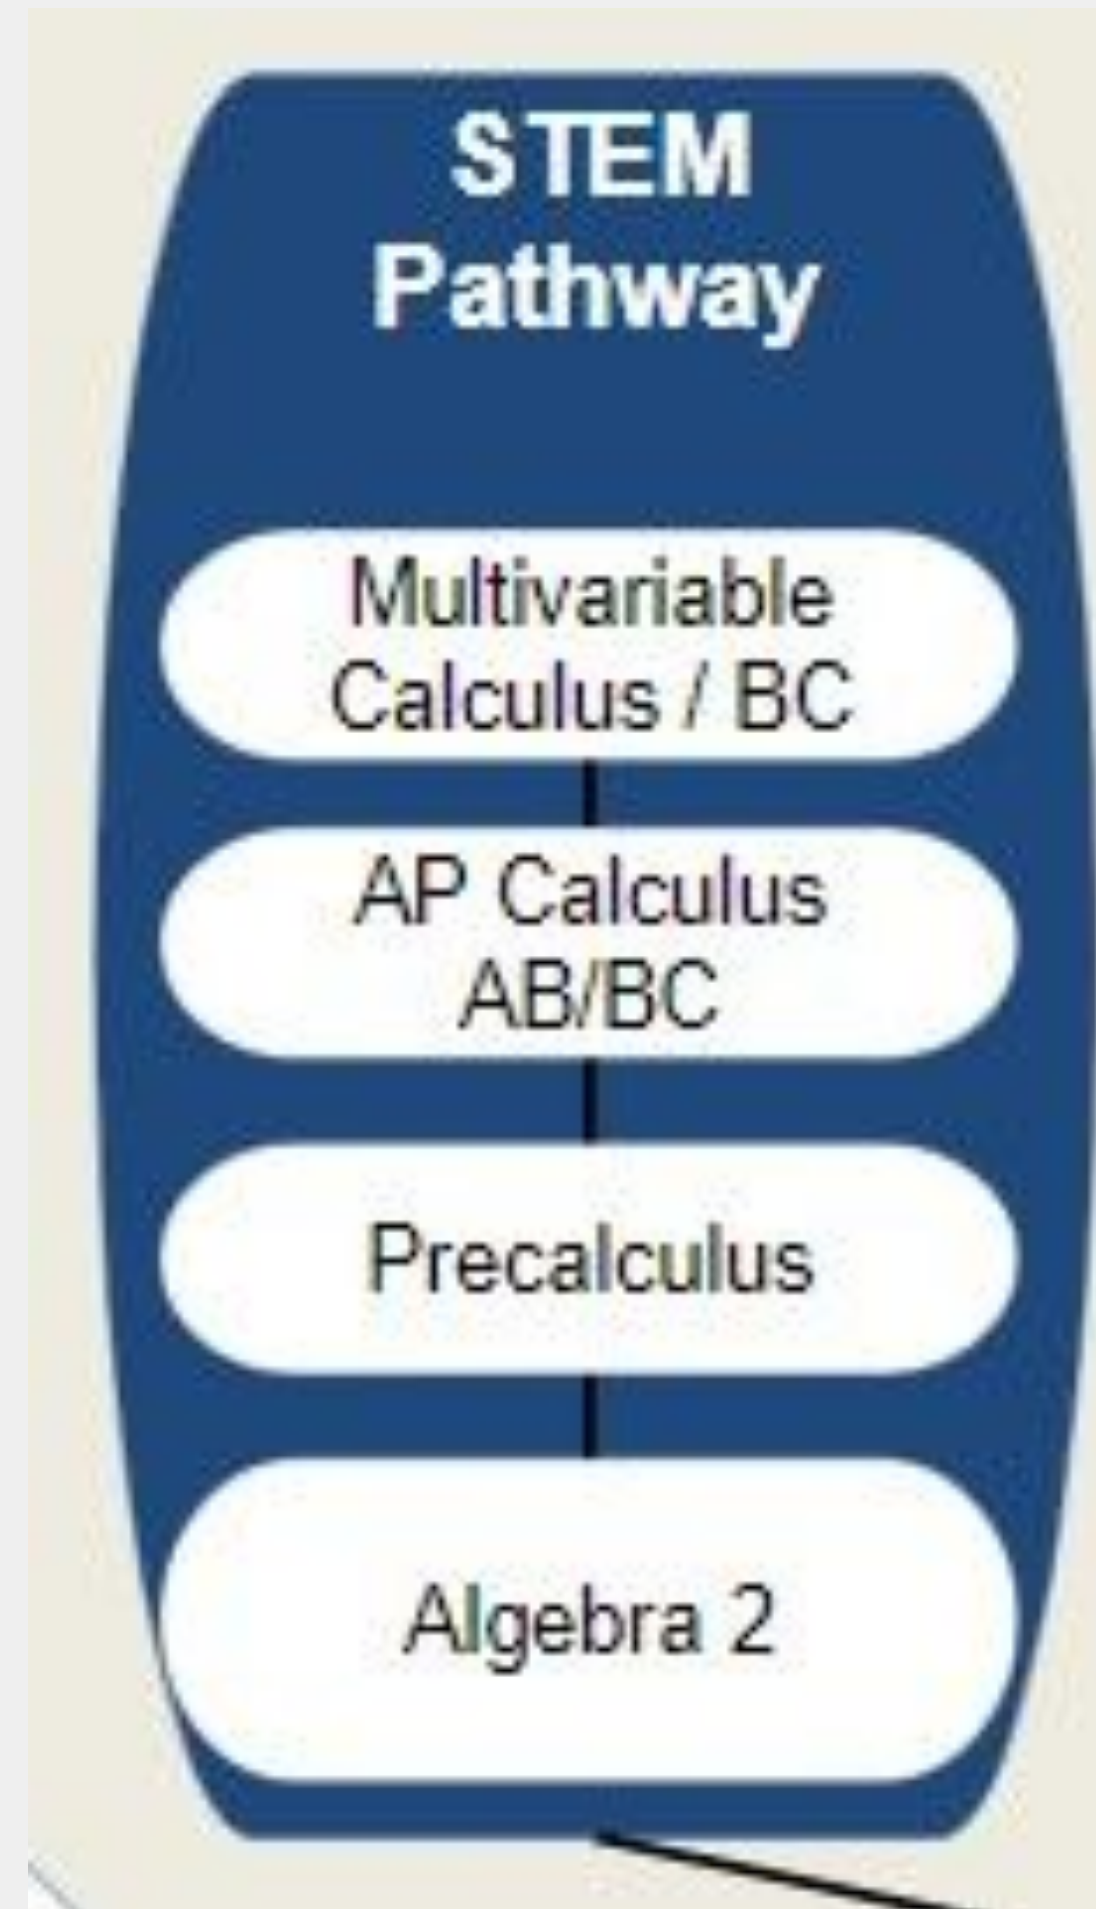 STEM
Pathway
Multivariable
Calculus / BC
AP Calculus
AB/BC
Precalculus
Algebra 2